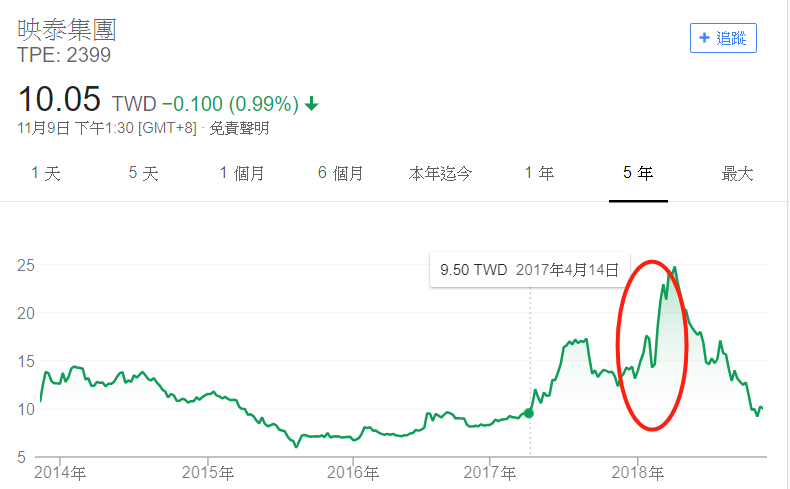 映泰集團
TPE: 2399
+ 追蹤
10.05 TWD −0.100 (0.99%)
11月9日 下午1:30 [GMT+8] · 免責聲明
1 天 5 天 1 個月 6 個月 本年迄今 1 年 5 年 最大
9.50 TWD 2017年4月14日
25
20
15
10
5
2014年 2015年 2016年 2017年 2018年